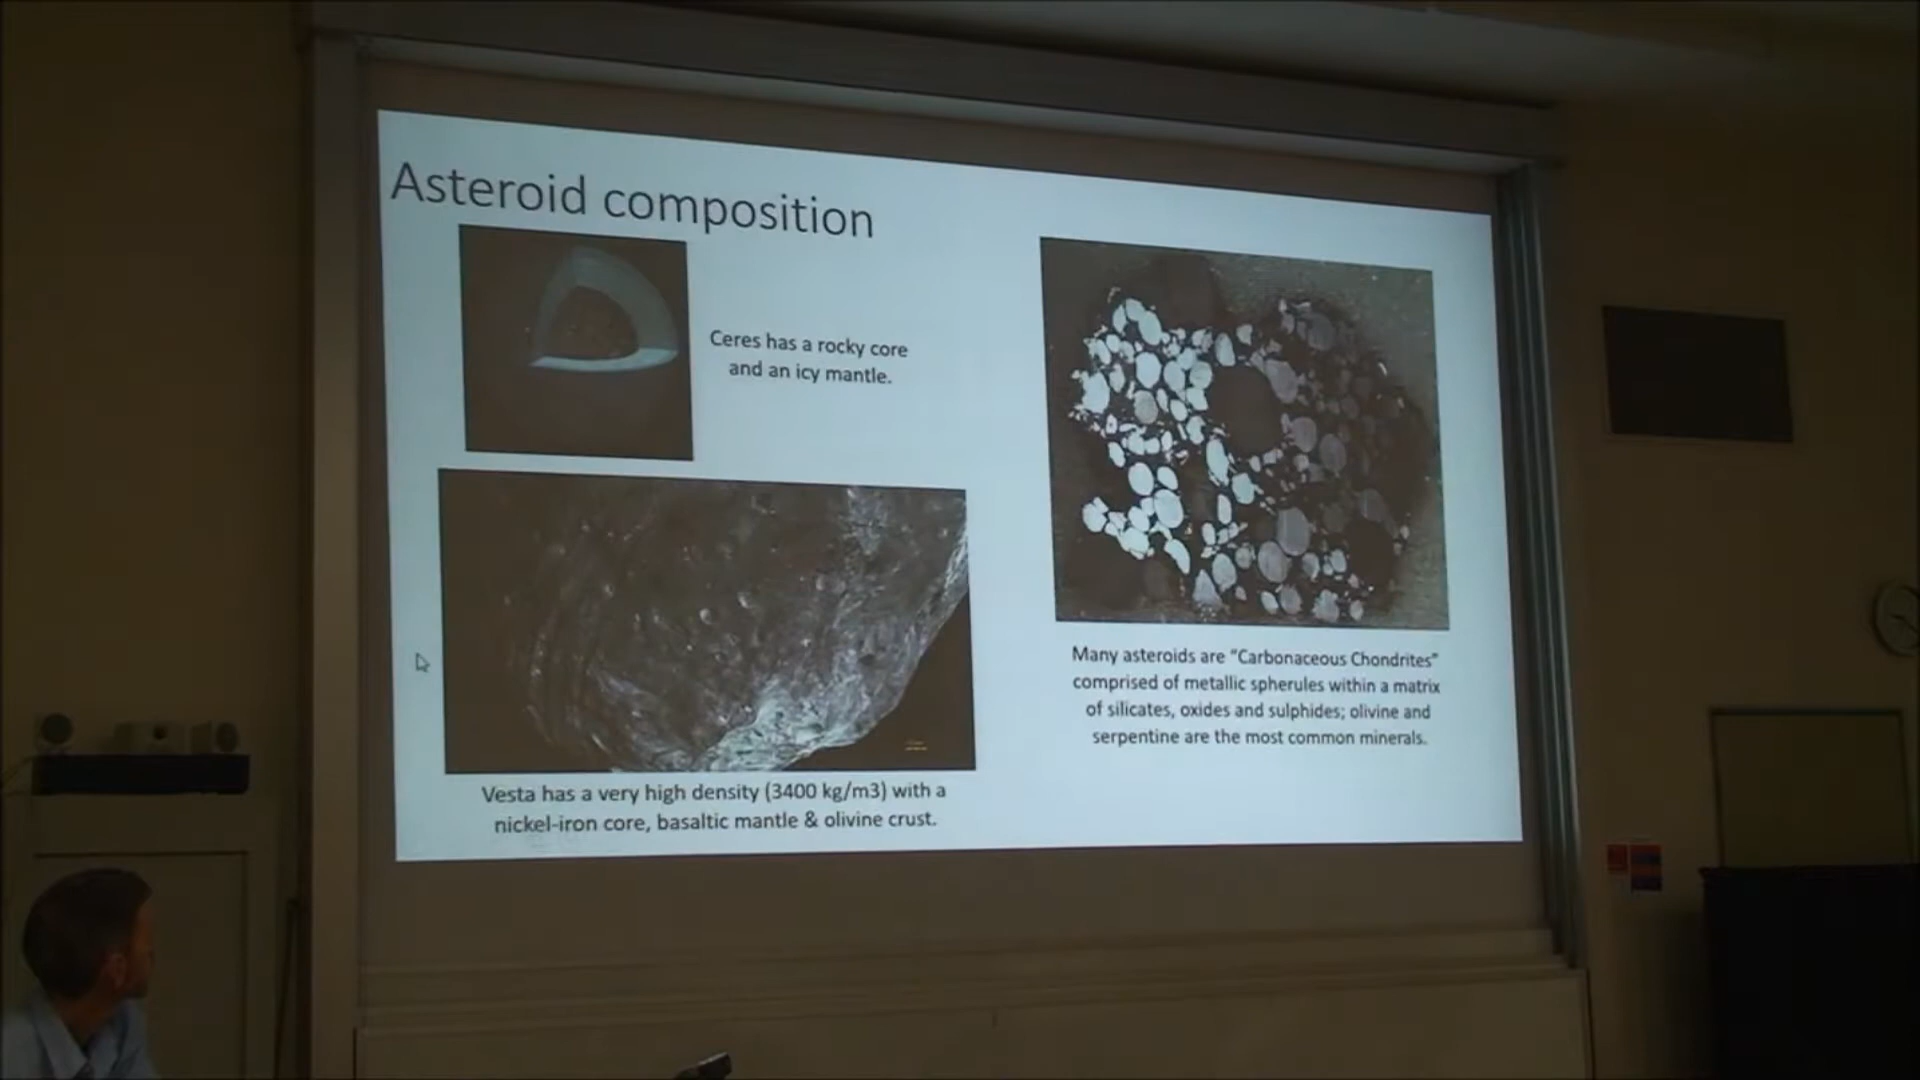 Asteroid composition
Ceres has a rocky core
and an icy mantle.
Vesta has a very high density (3400 kg/m3) with a
nickel-iron core, basaltic mantle & olivine crust.
Many asteroids are "Carbonaceous Chondrites"
comprised of metallic spherules within a matrix
of silicates, oxides and sulphides; olivine and
serpentine are the most common minerals.